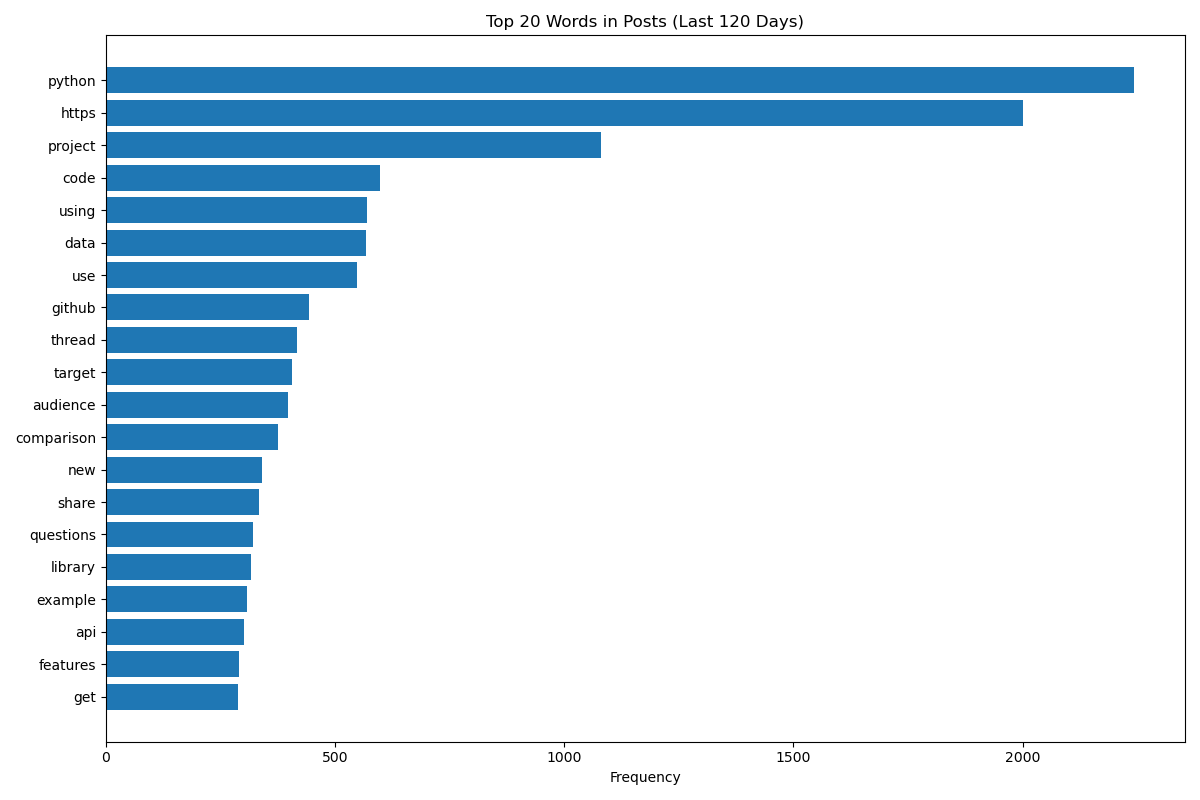 Top 20 Words in Posts (Last 120 Days)
python
https
project
code
using
data
use
github
thread
target
audience
comparison
new
share
questions
library
example
api
features
get
0 500 1000 1500 2000
Frequency